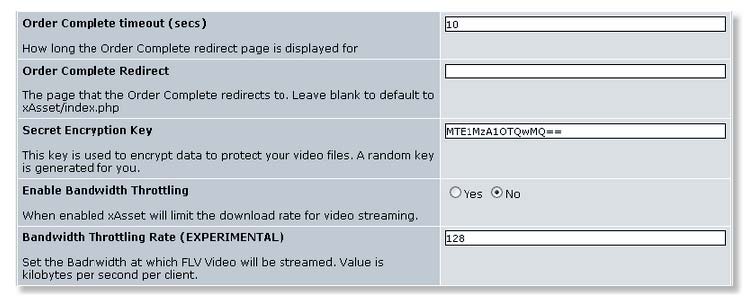 Order Complete timeout (secs)
10
How long the Order Complete redirect page is displayed for
Order Complete Redirect
The page that the Order Complete redirects to. Leave blank to default to
xAsset/index.php
Secret Encryption Key
MTE1MzA1OTQwMQ==
This key is used to encrypt data to protect your video files. A random key
is generated for you.
Enable Bandwidth Throttling
Yes No
When enabled xAsset will limit the download rate for video streaming.
Bandwidth Throttling Rate (EXPERIMENTAL)
128
Set the Badrwidth at which FLV Video will be streamed. Value is
kilobytes per second per client.